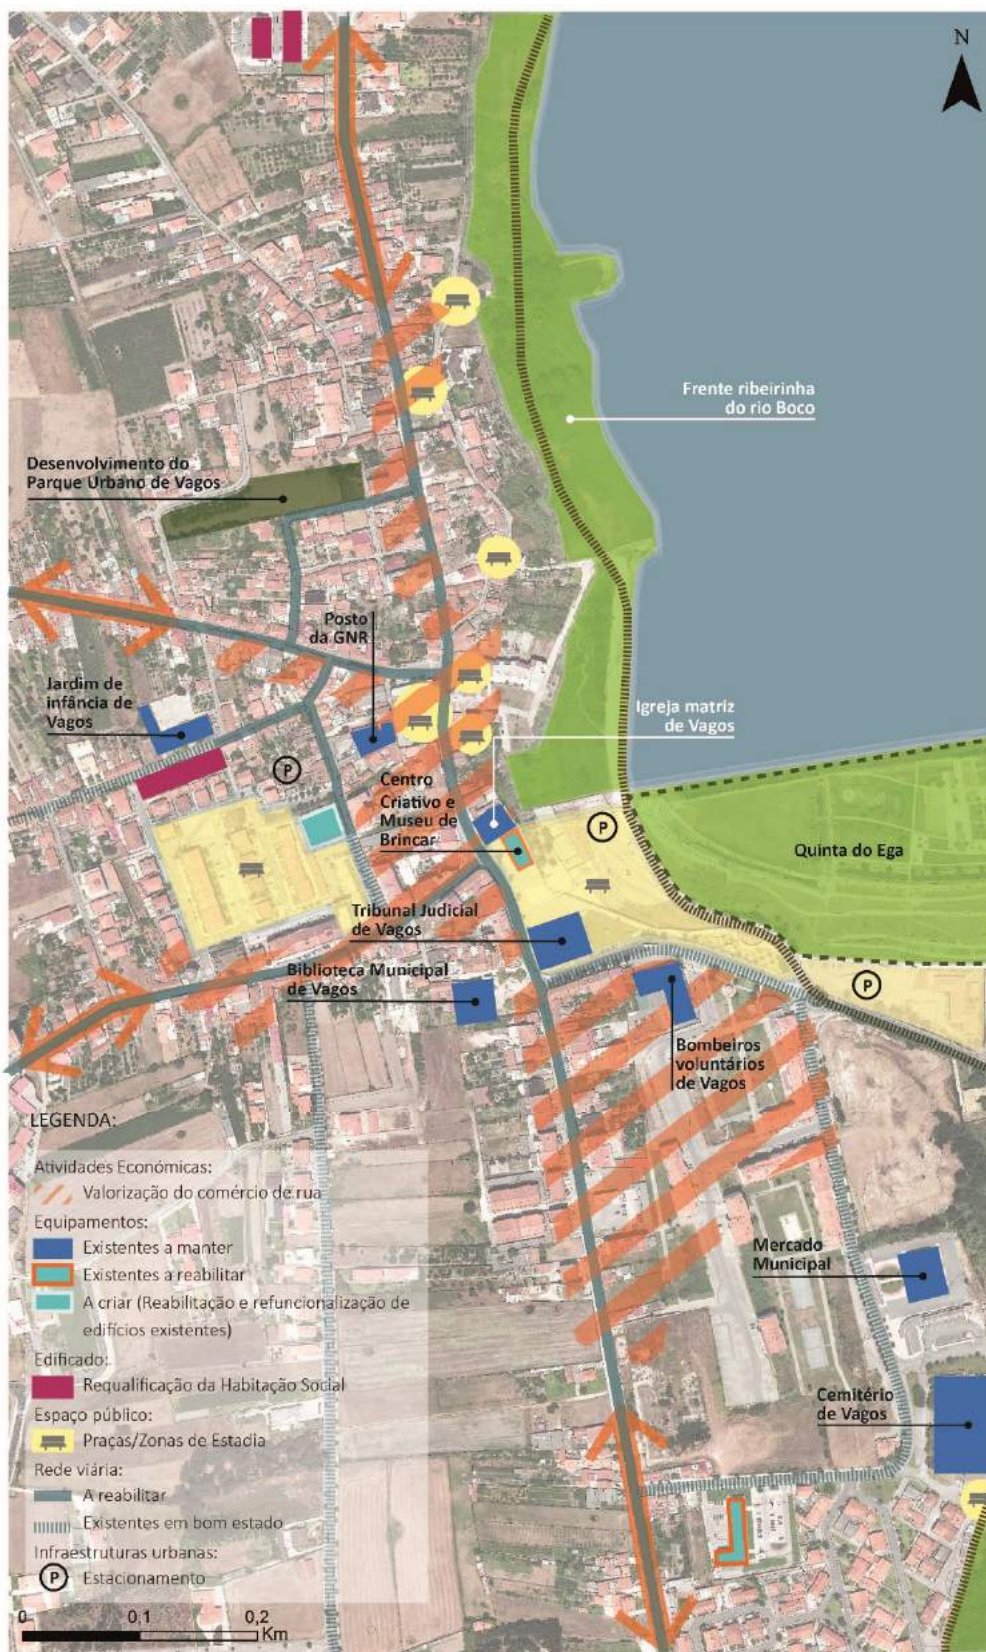 N
Frente ribeirinha
do rio Boco
Desenvolvimento do
Parque Urbano de Vagos
Posto
da GNR
Jardim de
infância de
Vagos
Igreja matriz
de Vagos
P
Centro
Criativo e
Museu de
Brincar
P
Quinta do Ega
Tribunal Judicial
de Vagos
Biblioteca Municipal
de Vagos
P
Bombeiros
voluntários
de Vagos
Mercado
Municipal
Cemitério
de Vagos
LEGENDA:
Atividades Económicas:
Valorização do comércio de rua
Equipamentos:
Existentes a manter
Existentes a reabilitar
A criar (Reabilitação e refuncionalização de
edifícios existentes)
Edificado:
Requalificação da Habitação Social
Espaço público:
Praças/Zonas de Estadia
Rede viária:
A reabilitar
Existentes em bom estado
Infraestruturas urbanas:
P Estacionamento
0 0,1 0,2
Km